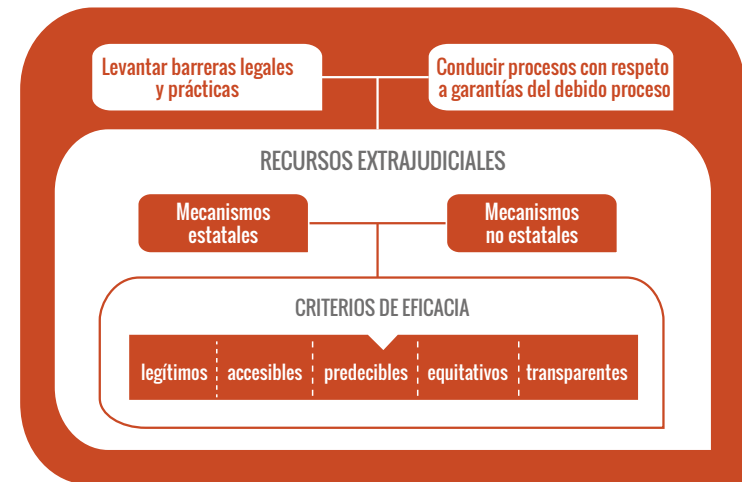 Levantar barreras legales
y prácticas
Conducir procesos con respeto
a garantías del debido proceso
RECURSOS EXTRAJUDICIALES
Mecanismos
estatales
Mecanismos
no estatales
CRITERIOS DE EFICACIA
legítimos accesibles predecibles equitativos transparentes